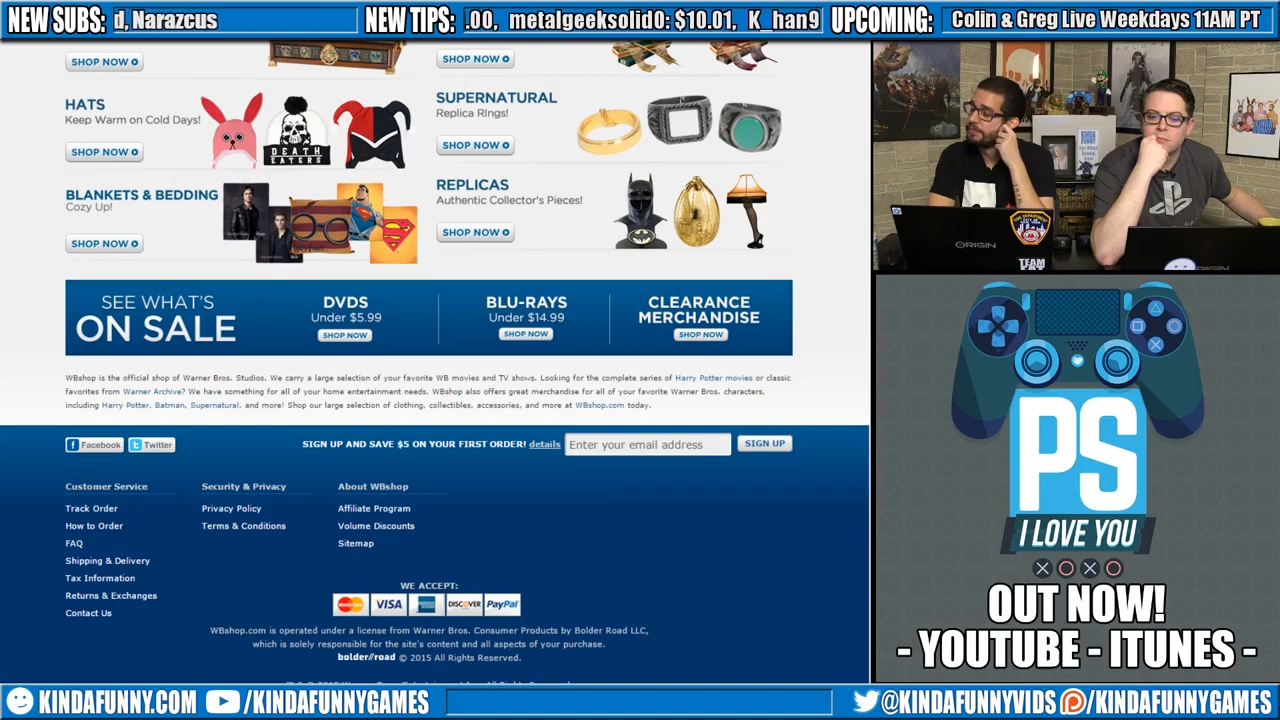 NEW SUBS: d, Narazcus NEW TIPS: .00, metalgeeksolid0: $10.01, K_han9 UPCOMING: Colin & Greg Live Weekdays 11AM PT
SHOP NOW
SHOP NOW
HATS
Keep Warm on Cold Days!
SHOP NOW
DEATH
EATERS
SUPERNATURAL
Replica RIngs!
SHOP NOW
BLANKETS & BEDDING
Cozy Up!
SHOP NOW
REPLICAS
Authentic Collector's Pieces!
SHOP NOW
SEE WHAT'S
ON SALE
DVDS
Under $5.99
SHOP NOW
BLU-RAYS
Under $14.99
SHOP NOW
CLEARANCE
MERCHANDISE
SHOP NOW
WBshop is the official shop of Warner Bros. Studios. We carry a large selection of your favorite WB movies and TV shows. Looking for the complete series of Harry Potter movies or classic
favorites from Warner Archive? We have something for all of your home entertainment needs. WBshop also offers great merchandise for all of your favorite Warner Bros. characters,
including Harry Potter, Batman, Supernatural, and more! Shop our large selection of clothing, collectibles, accessories, and more at WBshop.com today.
Facebook Twitter
SIGN UP AND SAVE $5 ON YOUR FIRST ORDER! details Enter your email address SIGN UP
Customer Service
Track Order
How to Order
FAQ
Shipping & Delivery
Tax Information
Returns & Exchanges
Contact Us
Security & Privacy
Privacy Policy
Terms & Conditions
About WBshop
Affiliate Program
Volume Discounts
Sitemap
WE ACCEPT:
MasterCard VISA DISCOVER PayPal
WBshop.com is operated under a license from Warner Bros. Consumer Products by Bolder Road LLC,
which is solely responsible for the site's content and all aspects of your purchase.
bolder//road © 2015 All Rights Reserved.
ORIGIN
TEAM
FAT
PS
I LOVE YOU
OUT NOW!
- YOUTUBE - ITUNES -
KINDAFUNNY.COM /KINDAFUNNYGAMES @KINDAFUNNYVIDS /KINDAFUNNYGAMES